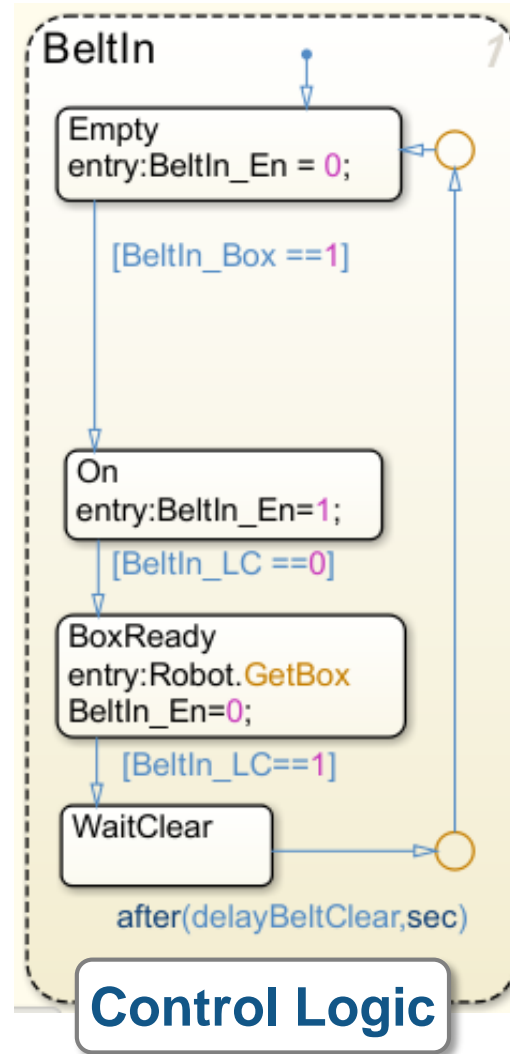 BeltIn
1
Empty
entry:BeltIn_En = 0;
[BeltIn_Box ==1]
On
entry:BeltIn_En=1;
[BeltIn_LC ==0]
BoxReady
entry:Robot.GetBox
BeltIn_En=0;
[BeltIn_LC==1]
WaitClear
after(delayBeltClear,sec)
Control Logic